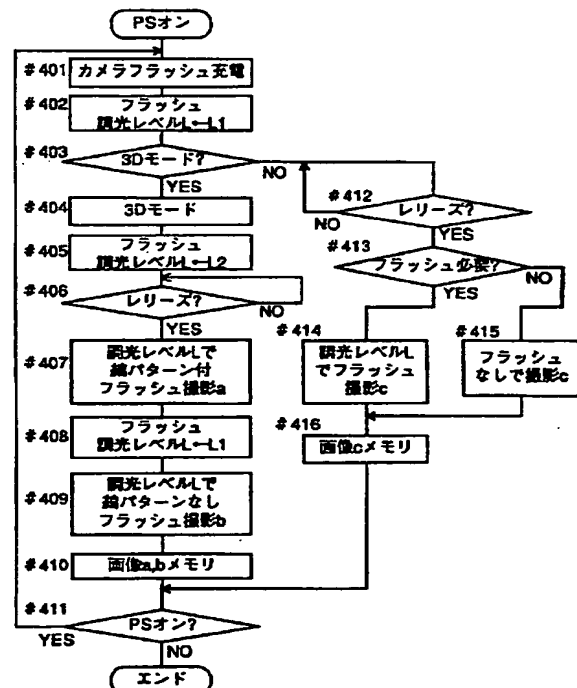 PSオン
#401
カメラフラッシュ充電
#402
フラッシュ
調光レベルL←L1
#403
3Dモード?
NO
YES
#404
3Dモード
#405
フラッシュ
調光レベルL←L2
#406
レリーズ?
NO
YES
#407
調光レベルLで
縞パターン付
フラッシュ撮影a
#408
フラッシュ
調光レベルL←L1
#409
調光レベルLで
縞パターンなし
フラッシュ撮影b
#410
画像a,bメモリ
#411
PSオン?
YES
NO
エンド
#412
レリーズ?
NO
YES
#413
フラッシュ必要?
NO
YES
#414
調光レベルL
でフラッシュ
撮影c
#415
フラッシュ
なしで撮影c
#416
画像cメモリ